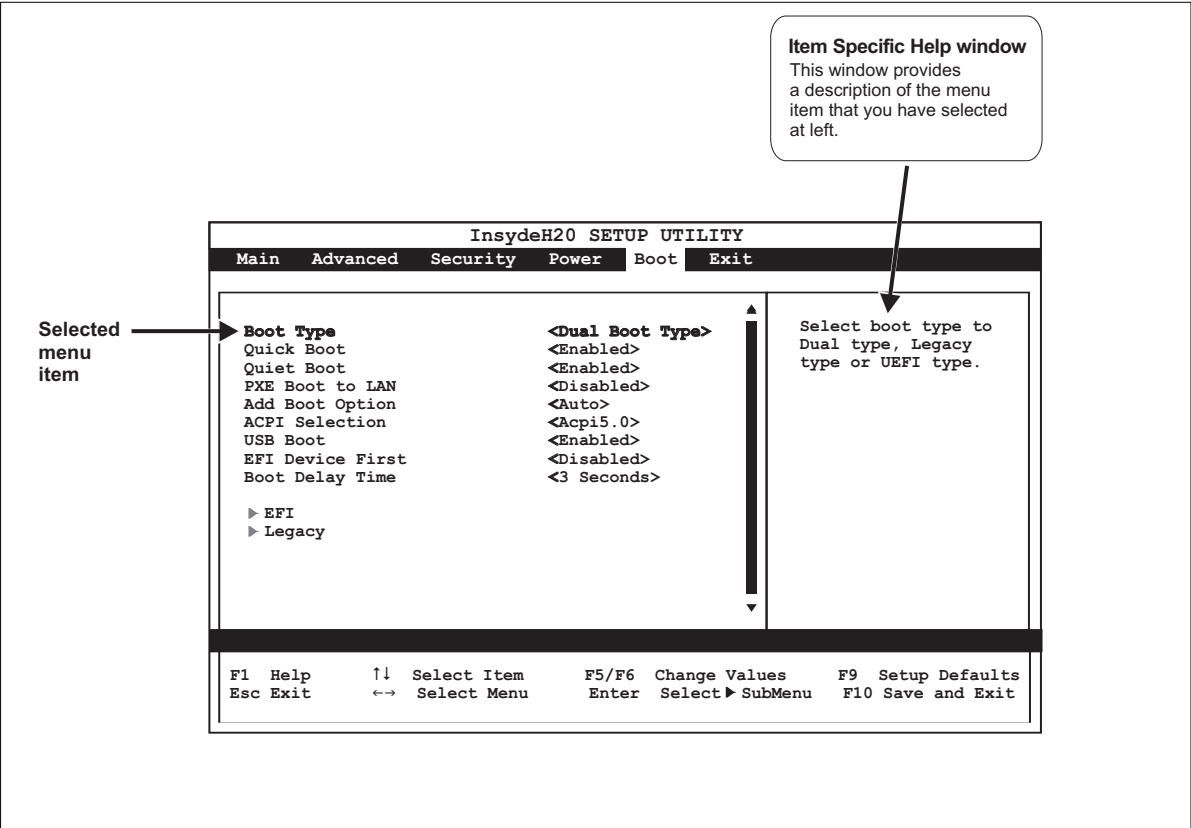 Item Specific Help window
This window provides
a description of the menu
item that you have selected
at left.
InsydeH20 SETUP UTILITY
Main Advanced Security Power Boot Exit
Selected
menu
item
Boot Type <Dual Boot Type>
Quick Boot <Enabled>
Quiet Boot <Enabled>
PXE Boot to LAN <Disabled>
Add Boot Option <Auto>
ACPI Selection <Acpi5.0>
USB Boot <Enabled>
EFI Device First <Disabled>
Boot Delay Time <3 Seconds>
▶ EFI
▶ Legacy
Select boot type to
Dual type, Legacy
type or UEFI type.
F1 Help ↑↓ Select Item F5/F6 Change Values F9 Setup Defaults
Esc Exit ←→ Select Menu Enter Select ▶ SubMenu F10 Save and Exit